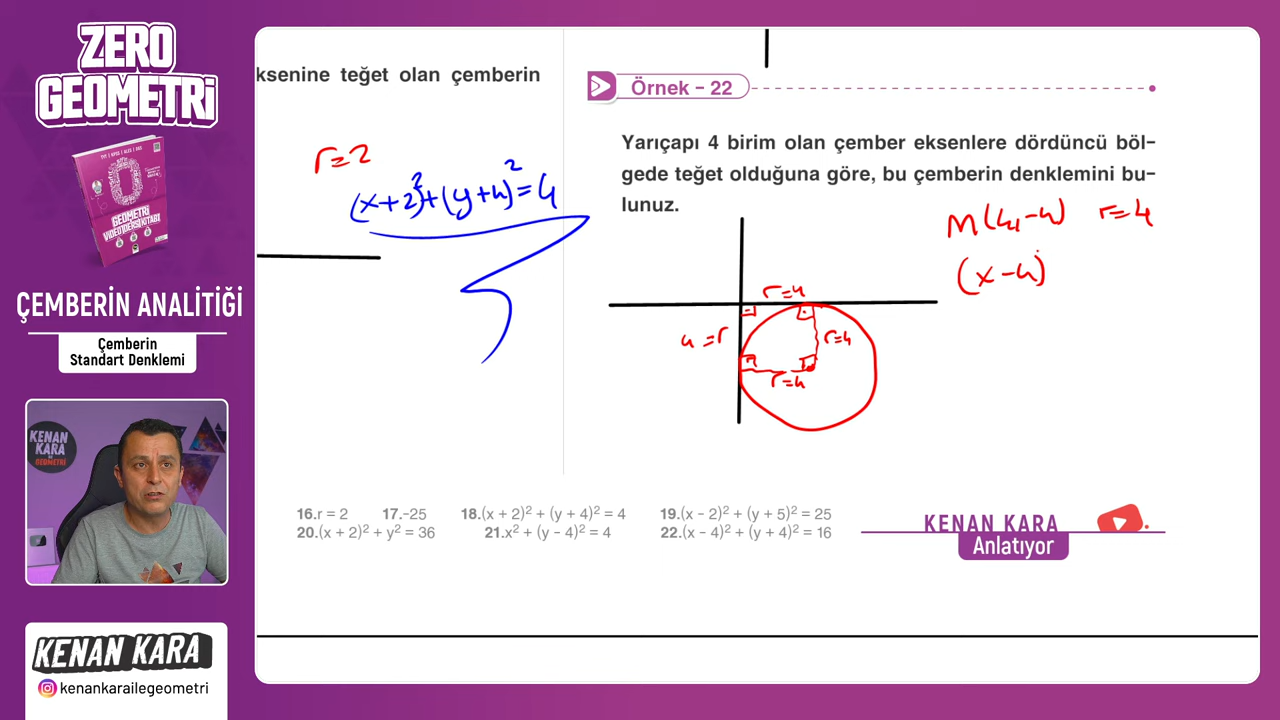 ZERO
GEOMETRİ
GEOMETRİ
VİDEO DERS KİTABI
ÇEMBERİN ANALİTİĞİ
Çemberin
Standart Denklemi
KENAN
KARA
GEOMETRİ
KENAN KARA
kenankarailegeometri
ksenine teğet olan çemberin
r=2
(x+2)²+(y+4)²=4
Örnek - 22
Yarıçapı 4 birim olan çember eksenlere dördüncü böl-
gede teğet olduğuna göre, bu çemberin denklemini bu-
lunuz.
M(4,-4) r=4
(x-4)
r=4
4=r
r=4
r=4
16.r = 2 17.-25 18.(x + 2)² + (y + 4)² = 4 19.(x - 2)² + (y + 5)² = 25
20.(x + 2)² + y² = 36 21.x² + (y - 4)² = 4 22.(x - 4)² + (y + 4)² = 16
KENAN KARA
Anlatıyor